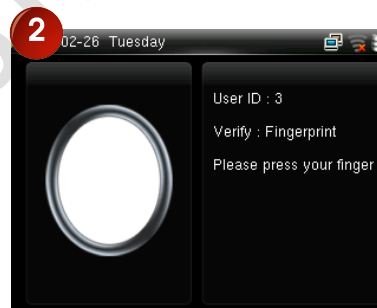 2
02-26 Tuesday
User ID : 3
Verify : Fingerprint
Please press your finger